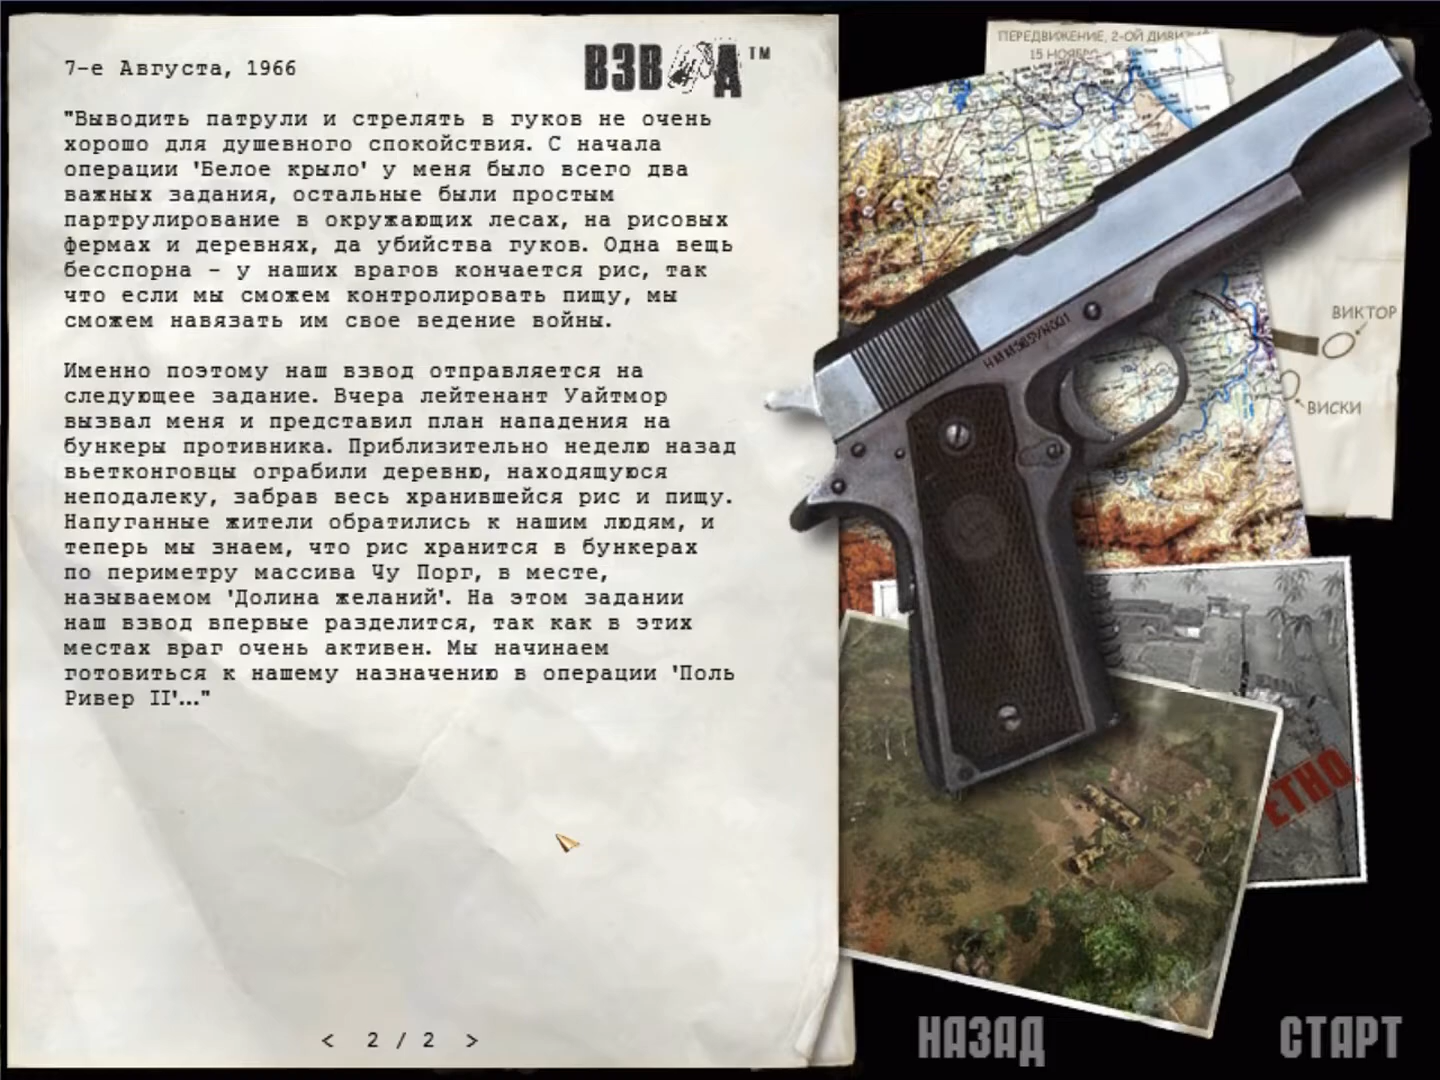 7-е Августа, 1966
ВЗВОД™
"Выводить патрули и стрелять в гуков не очень
хорошо для душевного спокойствия. С начала
операции 'Белое крыло' у меня было всего два
важных задания, остальные были простым
партрулирование в окружающих лесах, на рисовых
фермах и деревнях, да убийства гуков. Одна вещь
бесспорна - у наших врагов кончается рис, так
что если мы сможем контролировать пищу, мы
сможем навязать им свое ведение войны.
Именно поэтому наш взвод отправляется на
следующее задание. Вчера лейтенант Уайтмор
вызвал меня и представил план нападения на
бункеры противника. Приблизительно неделю назад
вьетконговцы ограбили деревню, находящуюся
неподалеку, забрав весь хранившейся рис и пищу.
Напуганные жители обратились к нашим людям, и
теперь мы знаем, что рис хранится в бункерах
по периметру массива Чу Порг, в месте,
называемом 'Долина желаний'. На этом задании
наш взвод впервые разделится, так как в этих
местах враг очень активен. Мы начинаем
готовиться к нашему назначению в операции 'Поль
Ривер II'..."
< 2 / 2 >
ПЕРЕДВИЖЕНИЕ, 2-ОЙ ДИВИЗ
15 НОЯБРЯ
ВИКТОР
ВИСКИ
ЕТНО
НАЗАД
СТАРТ